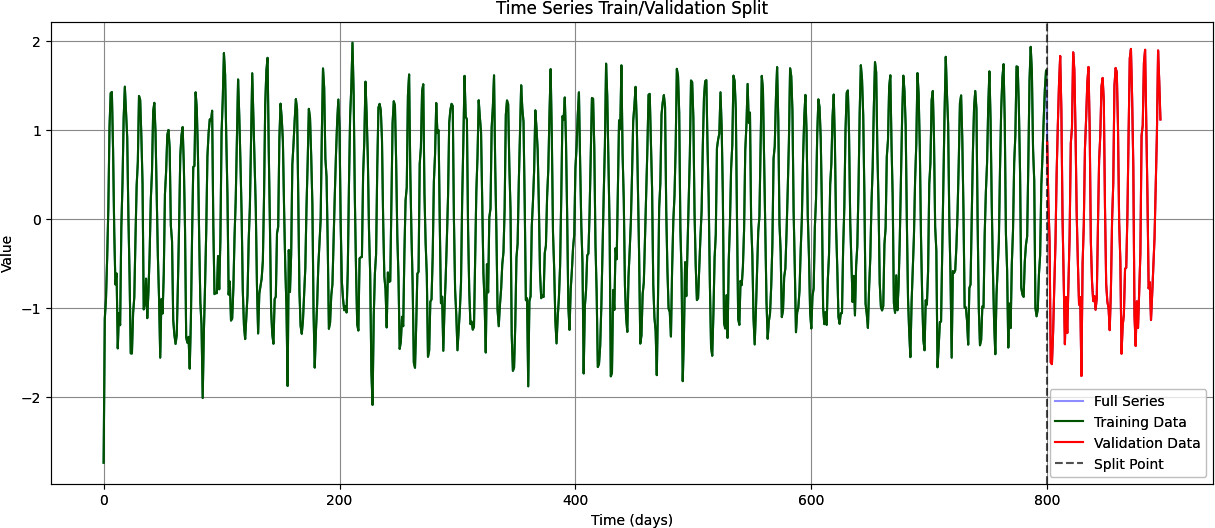 Time Series Train/Validation Split
2
1
0
−1
−2
Value
0
200
400
600
800
Time (days)
Full Series
Training Data
Validation Data
Split Point